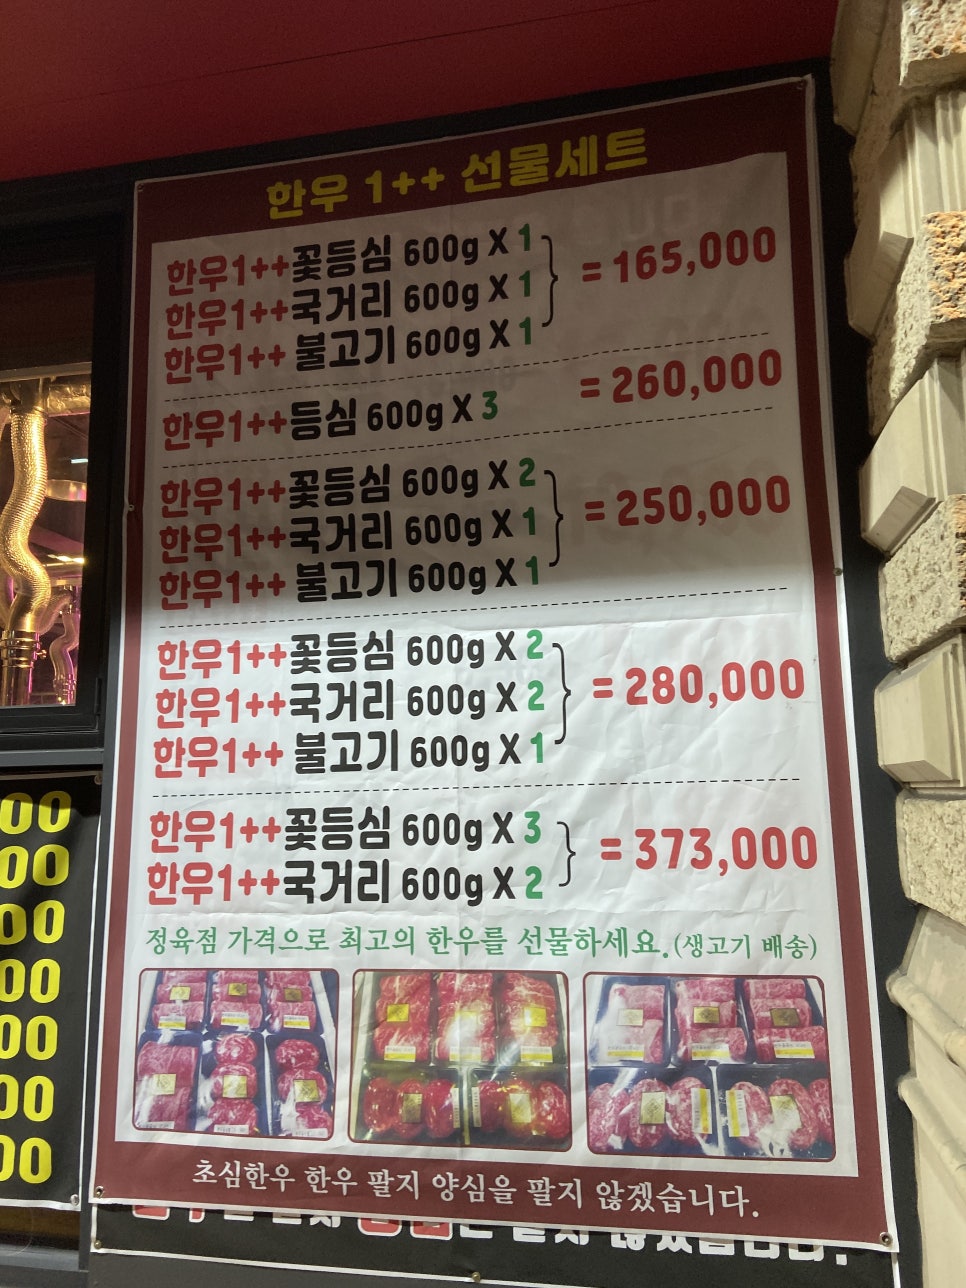 한우 1++ 선물세트
한우1++꽃등심 600g X 1
한우1++국거리 600g X 1
한우1++ 불고기 600g X 1
= 165,000
한우1++등심 600g X 3 = 260,000
한우1++꽃등심 600g X 2
한우1++국거리 600g X 1
한우1++ 불고기 600g X 1
= 250,000
한우1++꽃등심 600g X 2
한우1++국거리 600g X 2
한우1++ 불고기 600g X 1
= 280,000
한우1++꽃등심 600g X 3
한우1++국거리 600g X 2
= 373,000
정육점 가격으로 최고의 한우를 선물하세요.(생고기 배송)
초심한우 한우 팔지 양심을 팔지 않겠습니다.
00
00
00
00
00
00
00